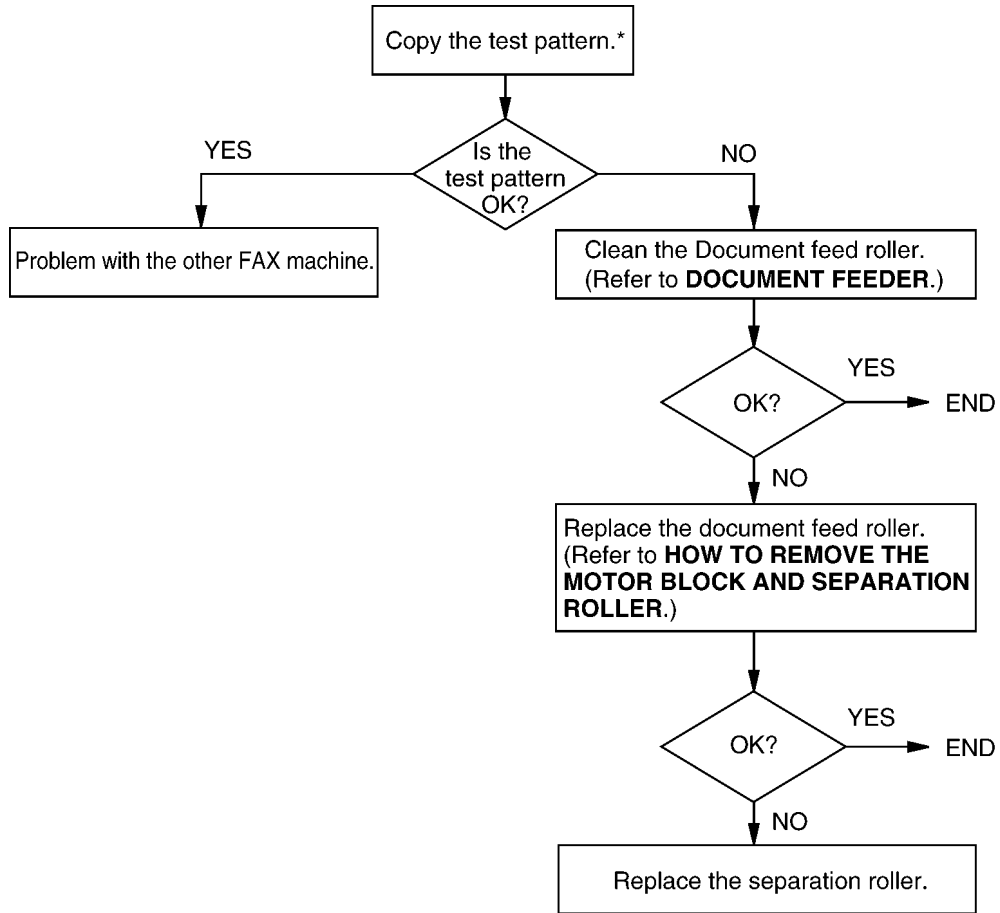 Copy the test pattern.*
Is the
test pattern
OK?
YES
NO
Problem with the other FAX machine.
Clean the Document feed roller.
(Refer to DOCUMENT FEEDER.)
OK?
YES
END
NO
Replace the document feed roller.
(Refer to HOW TO REMOVE THE
MOTOR BLOCK AND SEPARATION
ROLLER.)
OK?
YES
END
NO
Replace the separation roller.